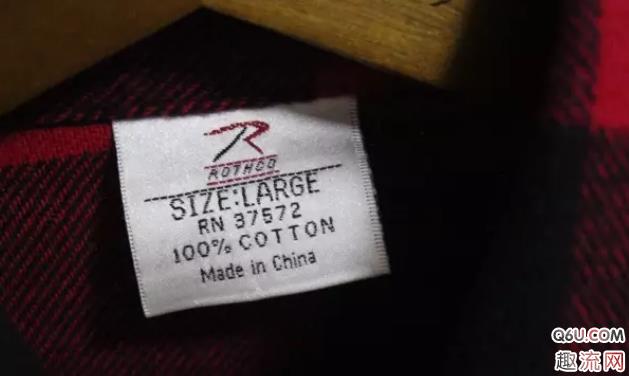 ROTHCO
SIZE:LARGE
RN 37572
100% COTTON
Made in China
Q6U.COM
趣流网